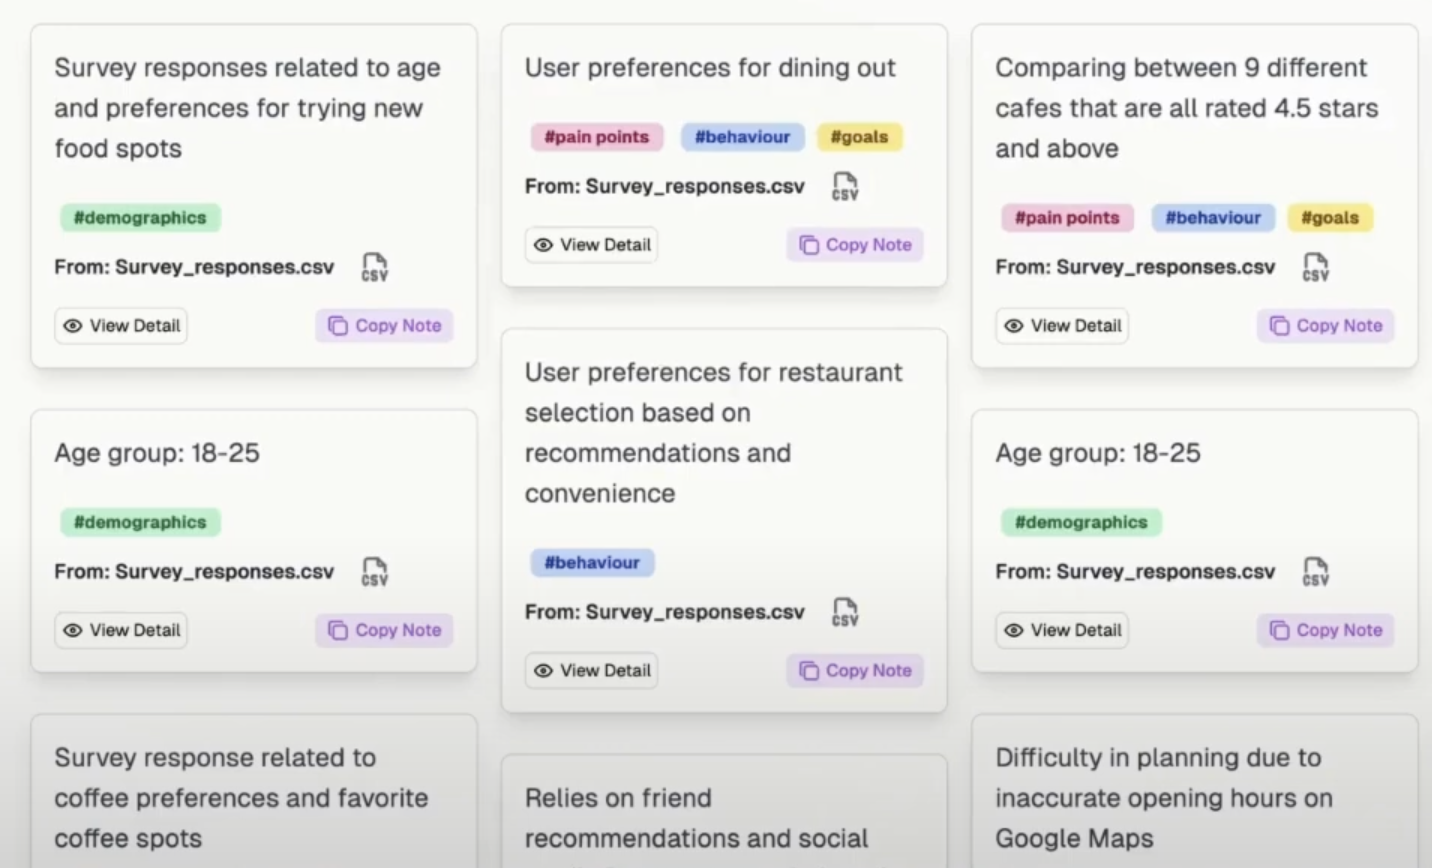 Survey responses related to age
and preferences for trying new
food spots
#demographics
From: Survey_responses.csv CSV
View Detail Copy Note
Age group: 18-25
#demographics
From: Survey_responses.csv CSV
View Detail Copy Note
Survey response related to
coffee preferences and favorite
coffee spots
User preferences for dining out
#pain points #behaviour #goals
From: Survey_responses.csv CSV
View Detail Copy Note
User preferences for restaurant
selection based on
recommendations and
convenience
#behaviour
From: Survey_responses.csv CSV
View Detail Copy Note
Relies on friend
recommendations and social
Comparing between 9 different
cafes that are all rated 4.5 stars
and above
#pain points #behaviour #goals
From: Survey_responses.csv CSV
View Detail Copy Note
Age group: 18-25
#demographics
From: Survey_responses.csv CSV
View Detail Copy Note
Difficulty in planning due to
inaccurate opening hours on
Google Maps